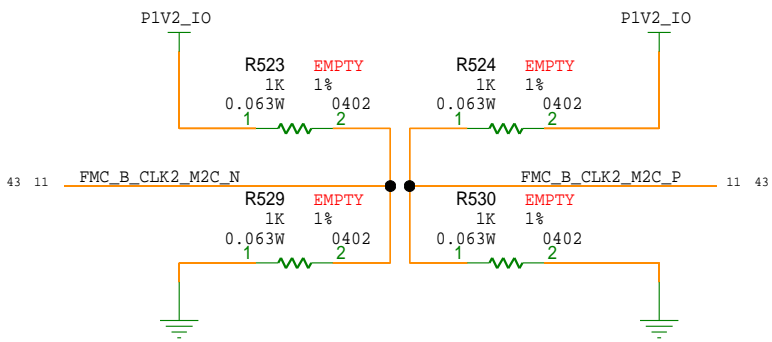 P1V2_IO P1V2_IO
R523 EMPTY R524 EMPTY
1K 1% 1K 1%
0.063W 0402 0.063W 0402
1 2 1 2
43 11 FMC_B_CLK2_M2C_N FMC_B_CLK2_M2C_P 11 43
R529 EMPTY R530 EMPTY
1K 1% 1K 1%
0.063W 0402 0.063W 0402
1 2 1 2